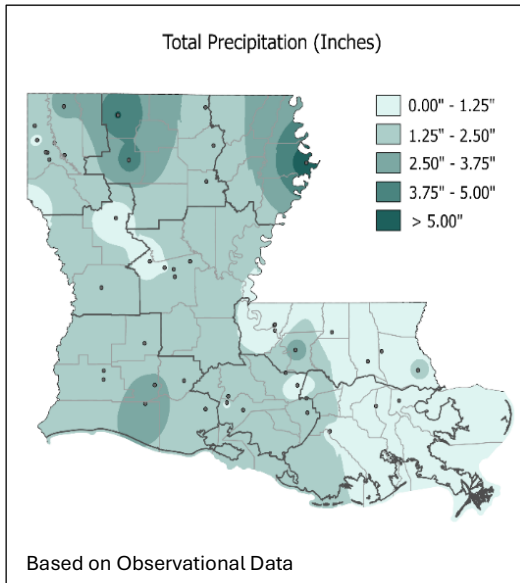 Total Precipitation (Inches)
0.00" - 1.25"
1.25" - 2.50"
2.50" - 3.75"
3.75" - 5.00"
> 5.00"
Based on Observational Data